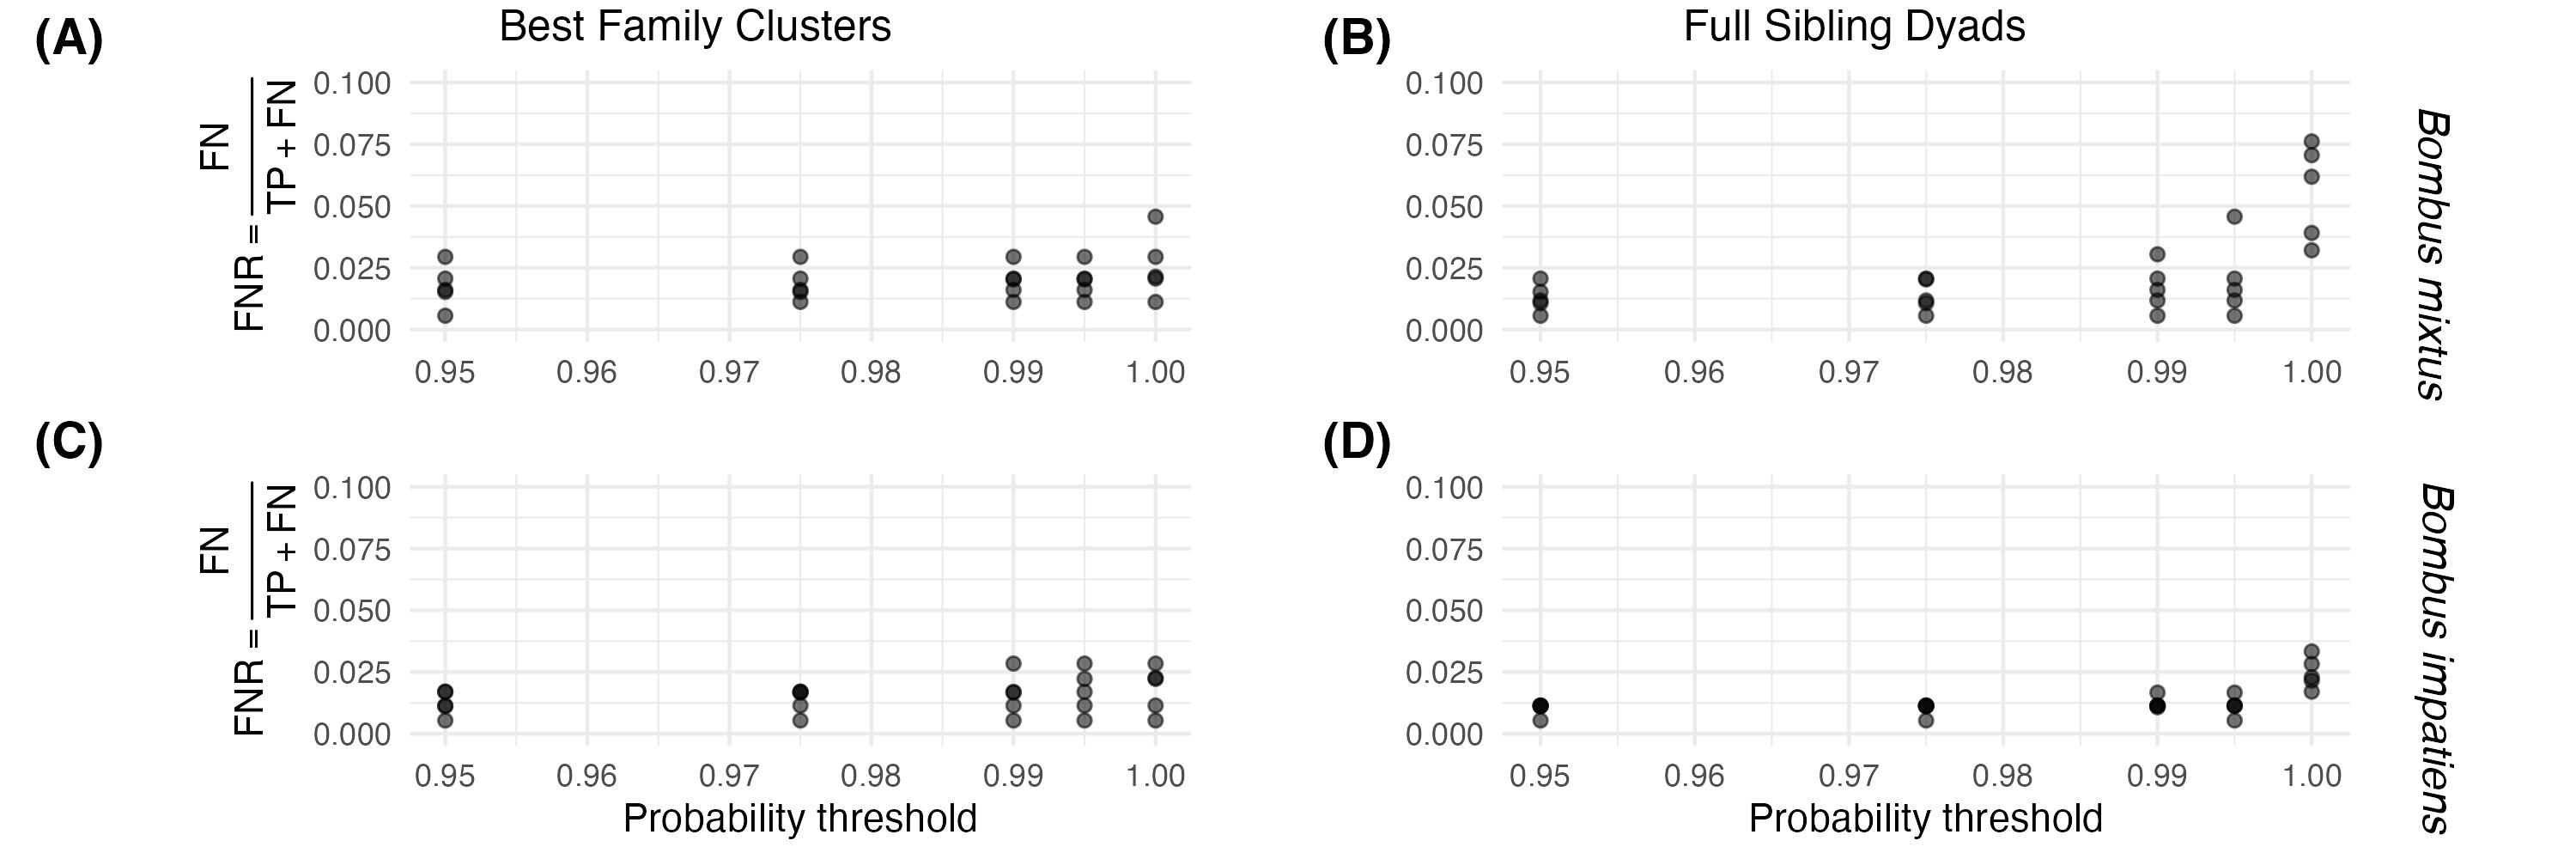 (A)
Best Family Clusters
FNR = FN / TP + FN
0.100
0.075
0.050
0.025
0.000
0.95 0.96 0.97 0.98 0.99 1.00
(B)
Full Sibling Dyads
0.100
0.075
0.050
0.025
0.000
0.95 0.96 0.97 0.98 0.99 1.00
Bombus mixtus
(C)
FNR = FN / TP + FN
0.100
0.075
0.050
0.025
0.000
0.95 0.96 0.97 0.98 0.99 1.00
Probability threshold
(D)
0.100
0.075
0.050
0.025
0.000
0.95 0.96 0.97 0.98 0.99 1.00
Probability threshold
Bombus impatiens